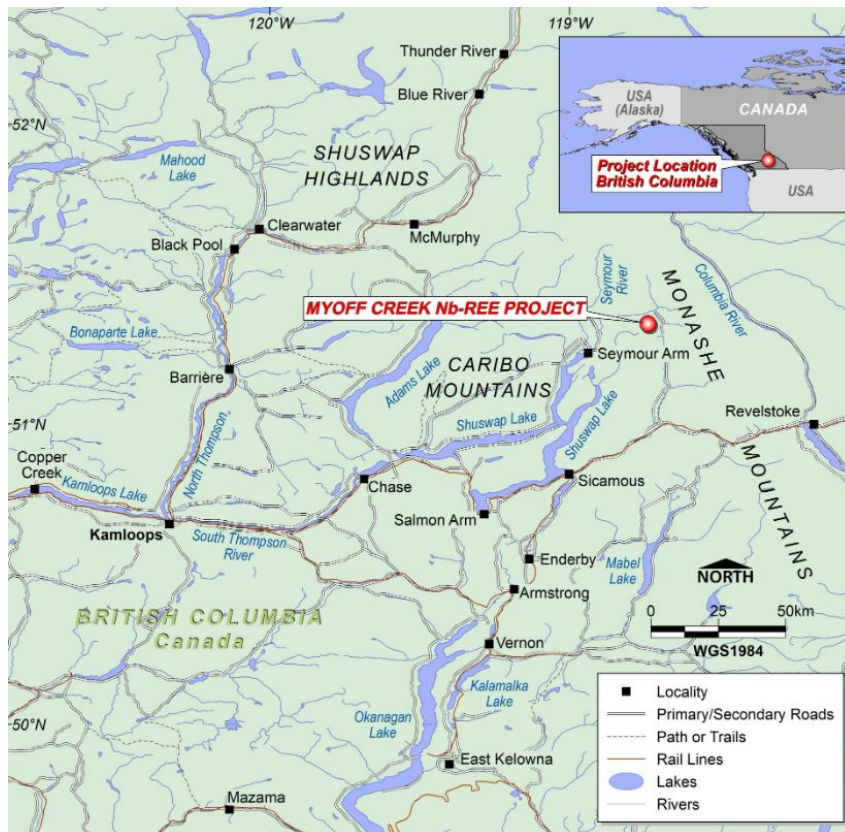 120°W
119°W
Thunder River
Blue River
USA
(Alaska)
CANADA
Project Location
British Columbia
USA
52°N
Mahood
Lake
SHUSWAP
HIGHLANDS
Clearwater
McMurphy
Black Pool
Seymour
River
MONASHE
Columbia River
MYOFF CREEK Nb-REE PROJECT
Bonaparte Lake
Seymour Arm
Barrière
Adams Lake
CARIBO
MOUNTAINS
Shuswap Lake
Shuswap Lake
Revelstoke
51°N
North Thompson
Copper
Creek
Kamloops Lake
Chase
Sicamous
MOUNTAINS
Kamloops
Salmon Arm
South Thompson
River
Enderby
Mabel
Lake
NORTH
Armstrong
0 25 50km
WGS1984
BRITISH COLUMBIA
Canada
Vernon
Kalamalka
Lake
Okanagan
Lake
50°N
East Kelowna
Mazama
Locality
Primary/Secondary Roads
Path or Trails
Rail Lines
Lakes
Rivers